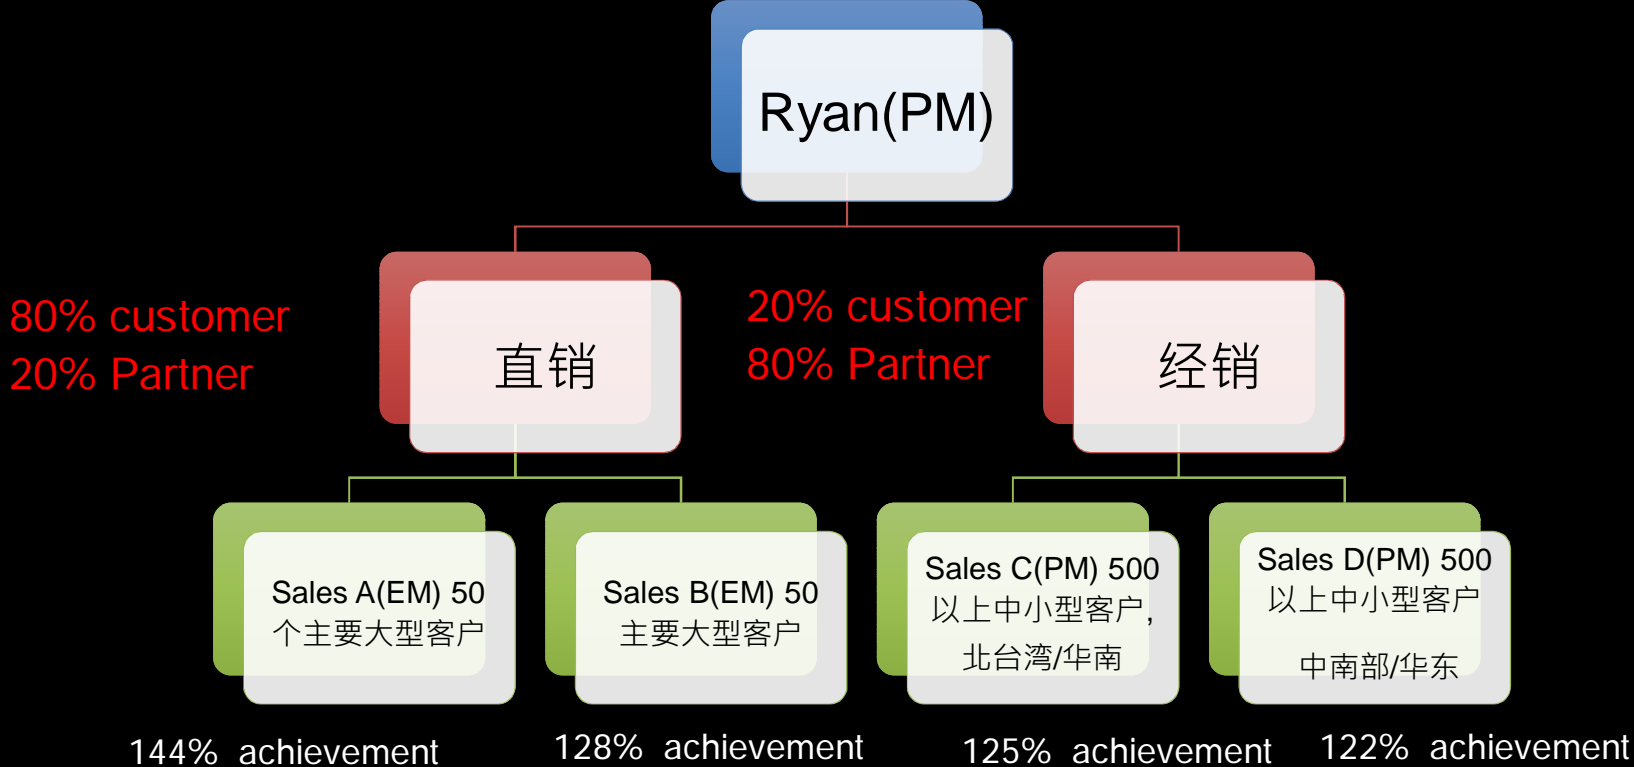 Ryan(PM)
80% customer
20% Partner
直销
20% customer
80% Partner
经销
Sales A(EM) 50
个主要大型客户
Sales B(EM) 50
主要大型客户
Sales C(PM) 500
以上中小型客户,
北台湾/华南
Sales D(PM) 500
以上中小型客户
中南部/华东
144% achievement
128% achievement
125% achievement
122% achievement